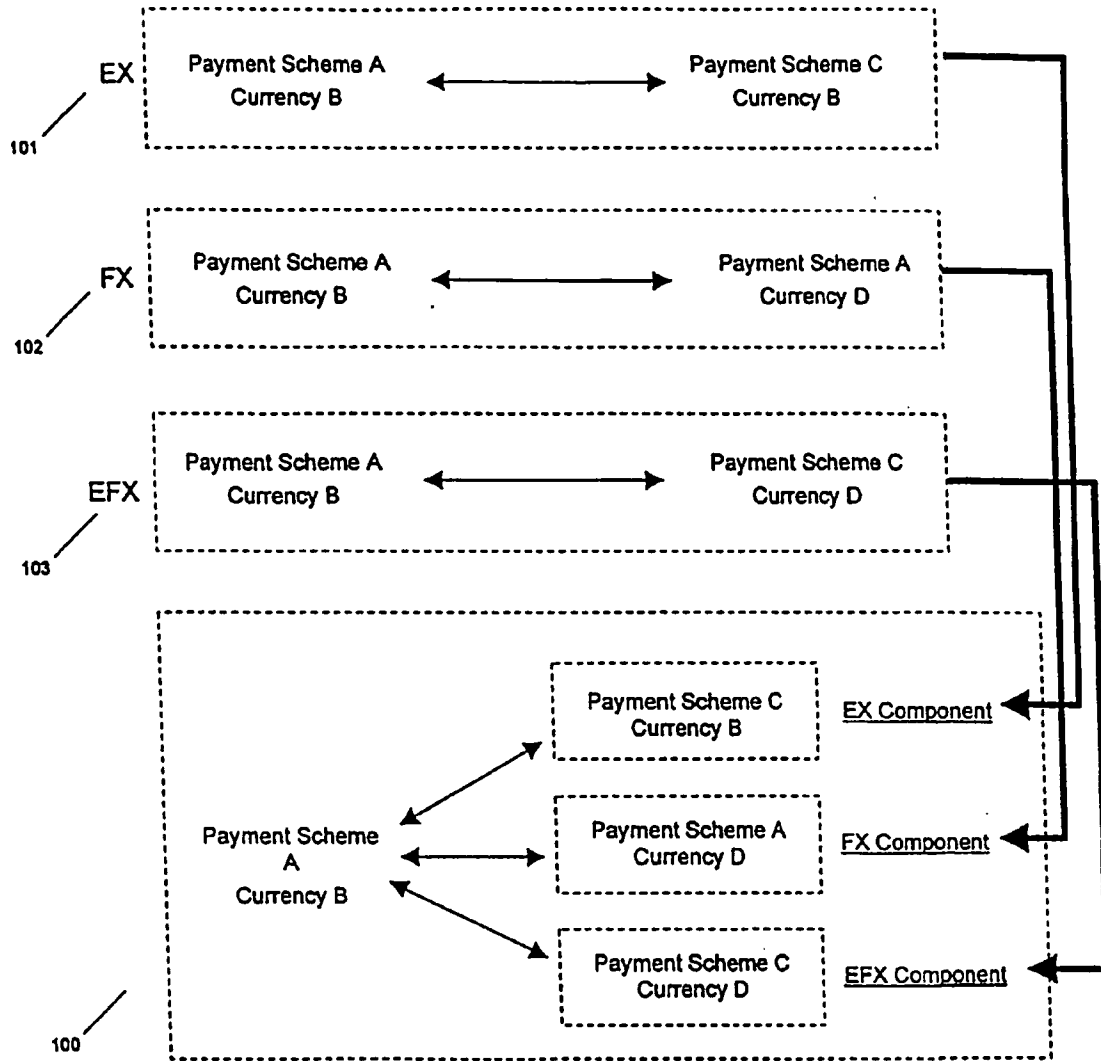 EX
Payment Scheme A
Currency B
Payment Scheme C
Currency B
101
FX
Payment Scheme A
Currency B
Payment Scheme A
Currency D
102
EFX
Payment Scheme A
Currency B
Payment Scheme C
Currency D
103
Payment Scheme
A
Currency B
Payment Scheme C
Currency B
EX Component
Payment Scheme A
Currency D
FX Component
Payment Scheme C
Currency D
EFX Component
100